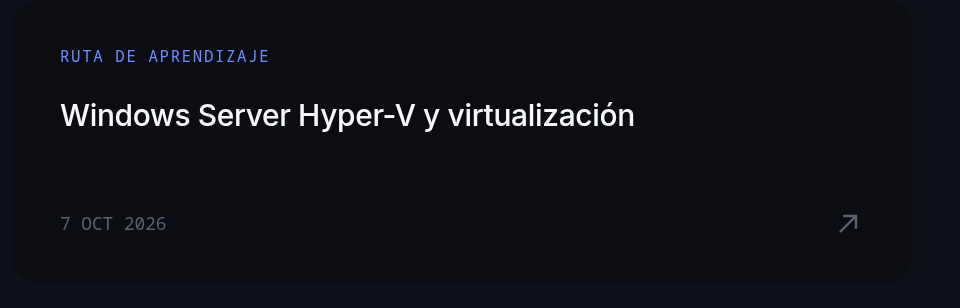 RUTA DE APRENDIZAJE
Windows Server Hyper-V y virtualización
7 OCT 2026